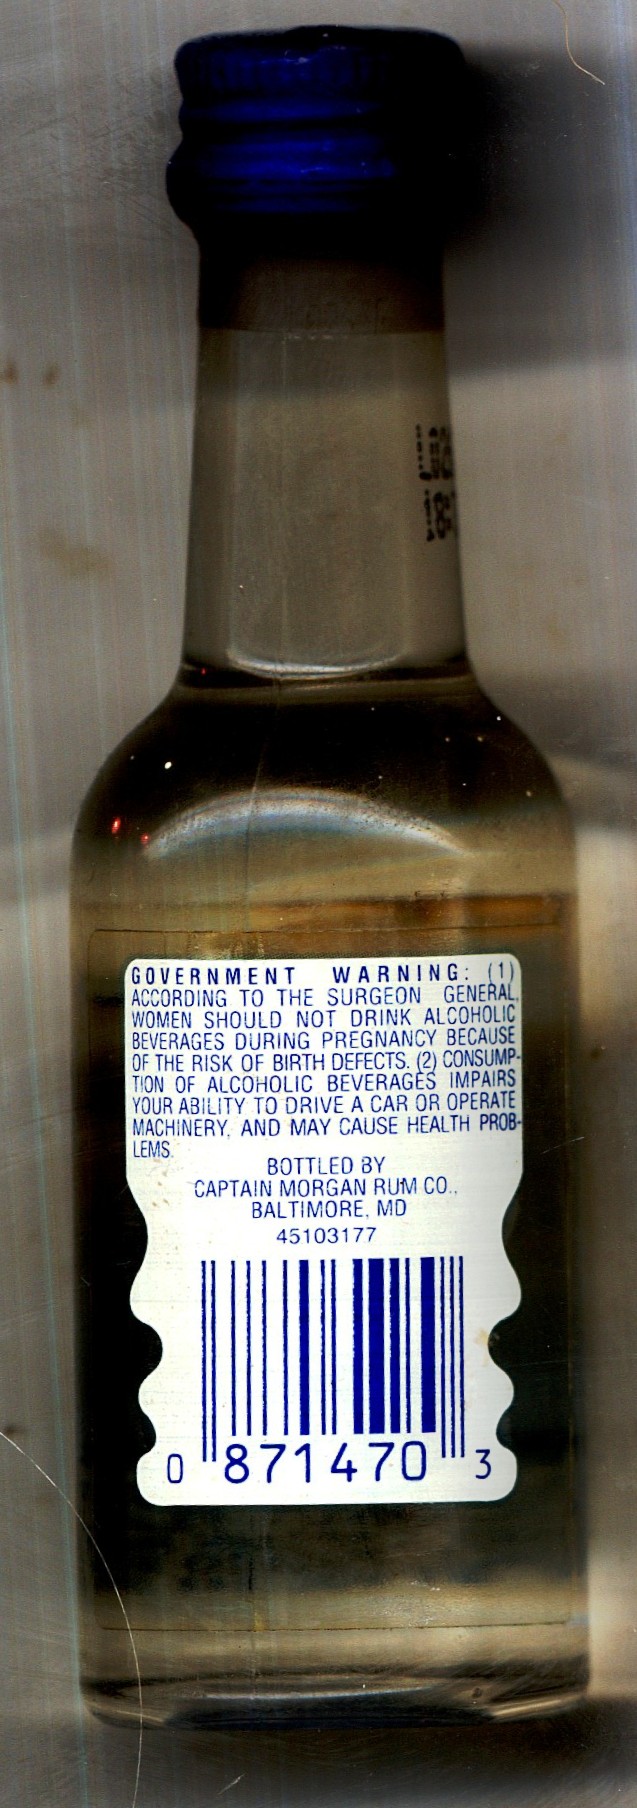 GOVERNMENT WARNING: (1)
ACCORDING TO THE SURGEON GENERAL,
WOMEN SHOULD NOT DRINK ALCOHOLIC
BEVERAGES DURING PREGNANCY BECAUSE
OF THE RISK OF BIRTH DEFECTS. (2) CONSUMP-
TION OF ALCOHOLIC BEVERAGES IMPAIRS
YOUR ABILITY TO DRIVE A CAR OR OPERATE
MACHINERY, AND MAY CAUSE HEALTH PROB-
LEMS.
BOTTLED BY
CAPTAIN MORGAN RUM CO.,
BALTIMORE, MD
45103177
0 871470 3